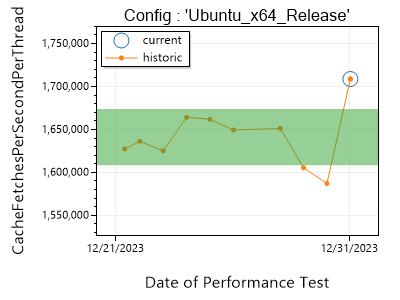 Config : 'Ubuntu_x64_Release'
current
historic
CacheFetchesPerSecondPerThread
1,750,000
1,700,000
1,650,000
1,600,000
1,550,000
12/21/2023
12/31/2023
Date of Performance Test